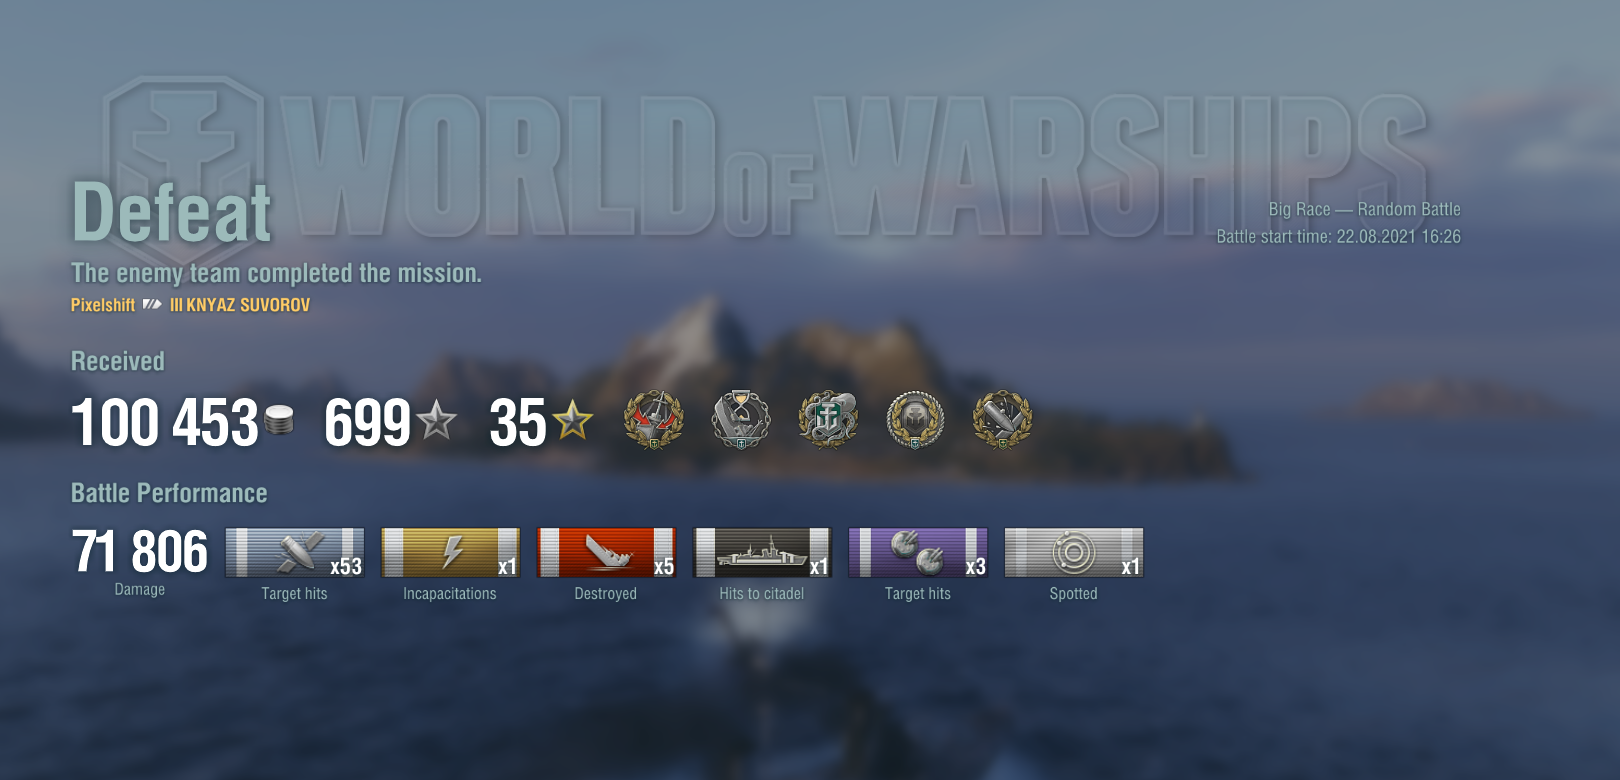 WORLD OF WARSHIPS
Defeat
Big Race — Random Battle
Battle start time: 22.08.2021 16:26
The enemy team completed the mission.
Pixelshift III KNYAZ SUVOROV
Received
100 453 699 35
Battle Performance
71 806 x53 x1 x5 x1 x3 x1
Damage Target hits Incapacitations Destroyed Hits to citadel Target hits Spotted